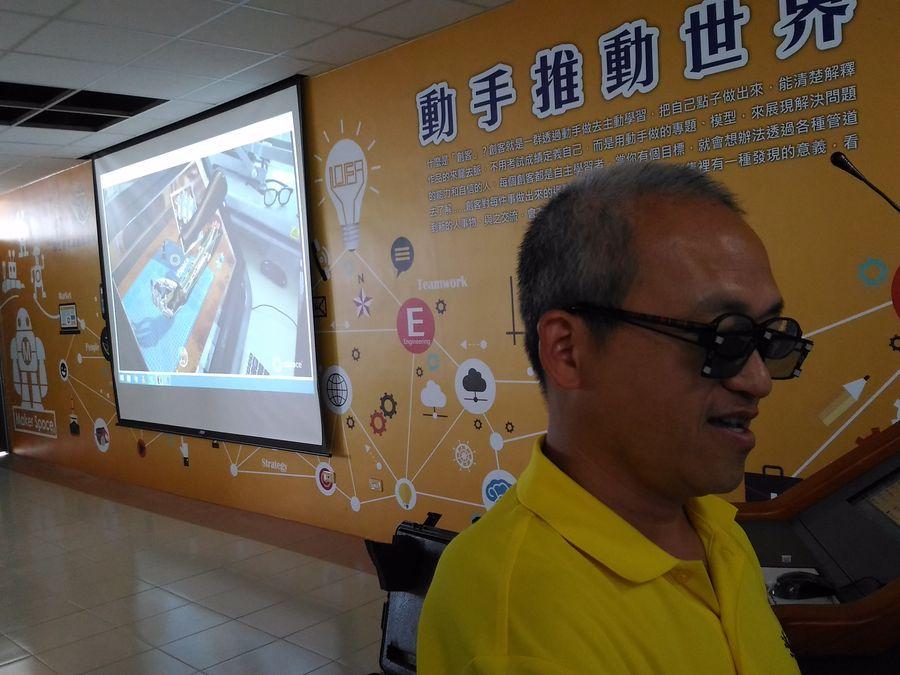 動手推動世界
什麼是「創客」？創客就是一群透過動手做去主動學習．把自己點子做出來．能清楚解釋
作品的來龍去脈．不用考試成績定義自己．而是用動手做的專題、模型．來展現解決問題
的能力和自信的人．每個創客都是自主學習者．當你有個目標．就會想辦法透過各種管道
去了解……創客對每件事做出來的 裡有一種發現的意義．看
到新的人事物．與之交流．
IDEA
Teamwork
N
E
Engineering
Market
People
M
Maker Space
Strategy
space